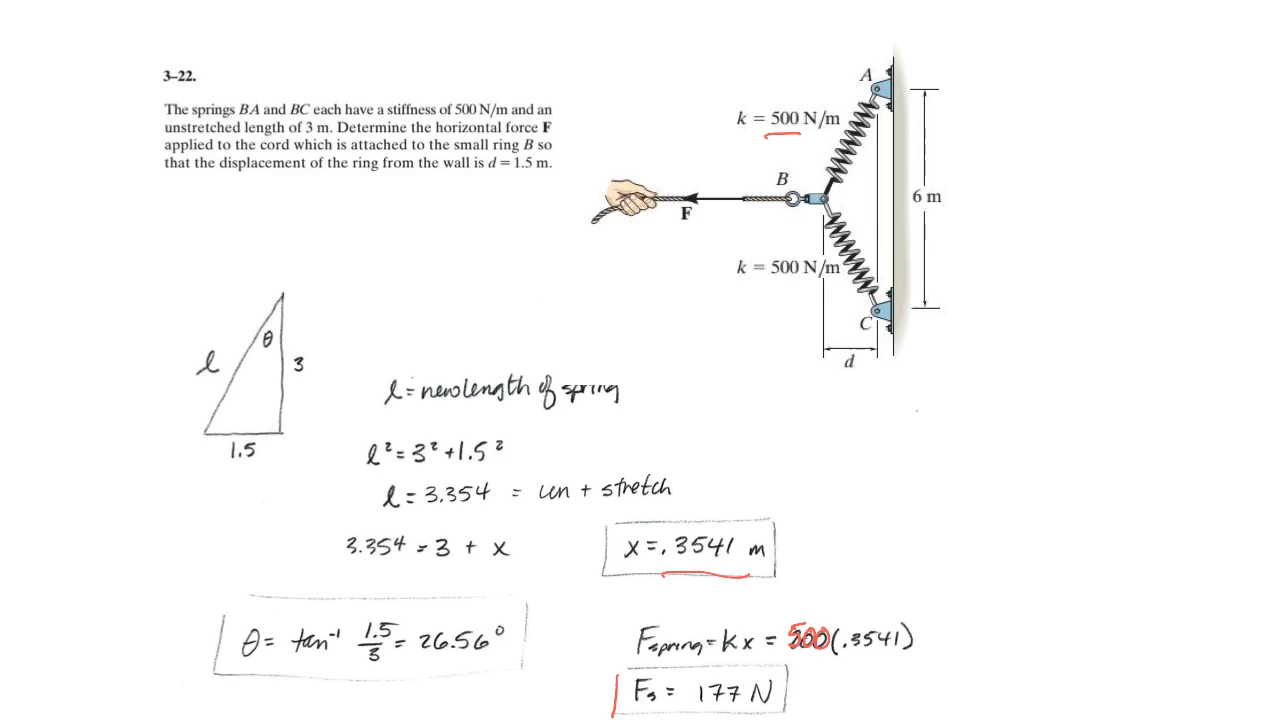 3–22.
The springs BA and BC each have a stiffness of 500 N/m and an
unstretched length of 3 m. Determine the horizontal force F
applied to the cord which is attached to the small ring B so
that the displacement of the ring from the wall is d = 1.5 m.
A
k = 500 N/m
B
6 m
F
k = 500 N/m
C
d
θ
l
3
1.5
l = new length of spring
l² = 3² + 1.5²
l = 3.354 = un + stretch
3.354 = 3 + x
x = .3541 m
θ = tan⁻¹ 1.5/3 = 26.56°
Fspring = kx = 500(.3541)
Fs = 177 N